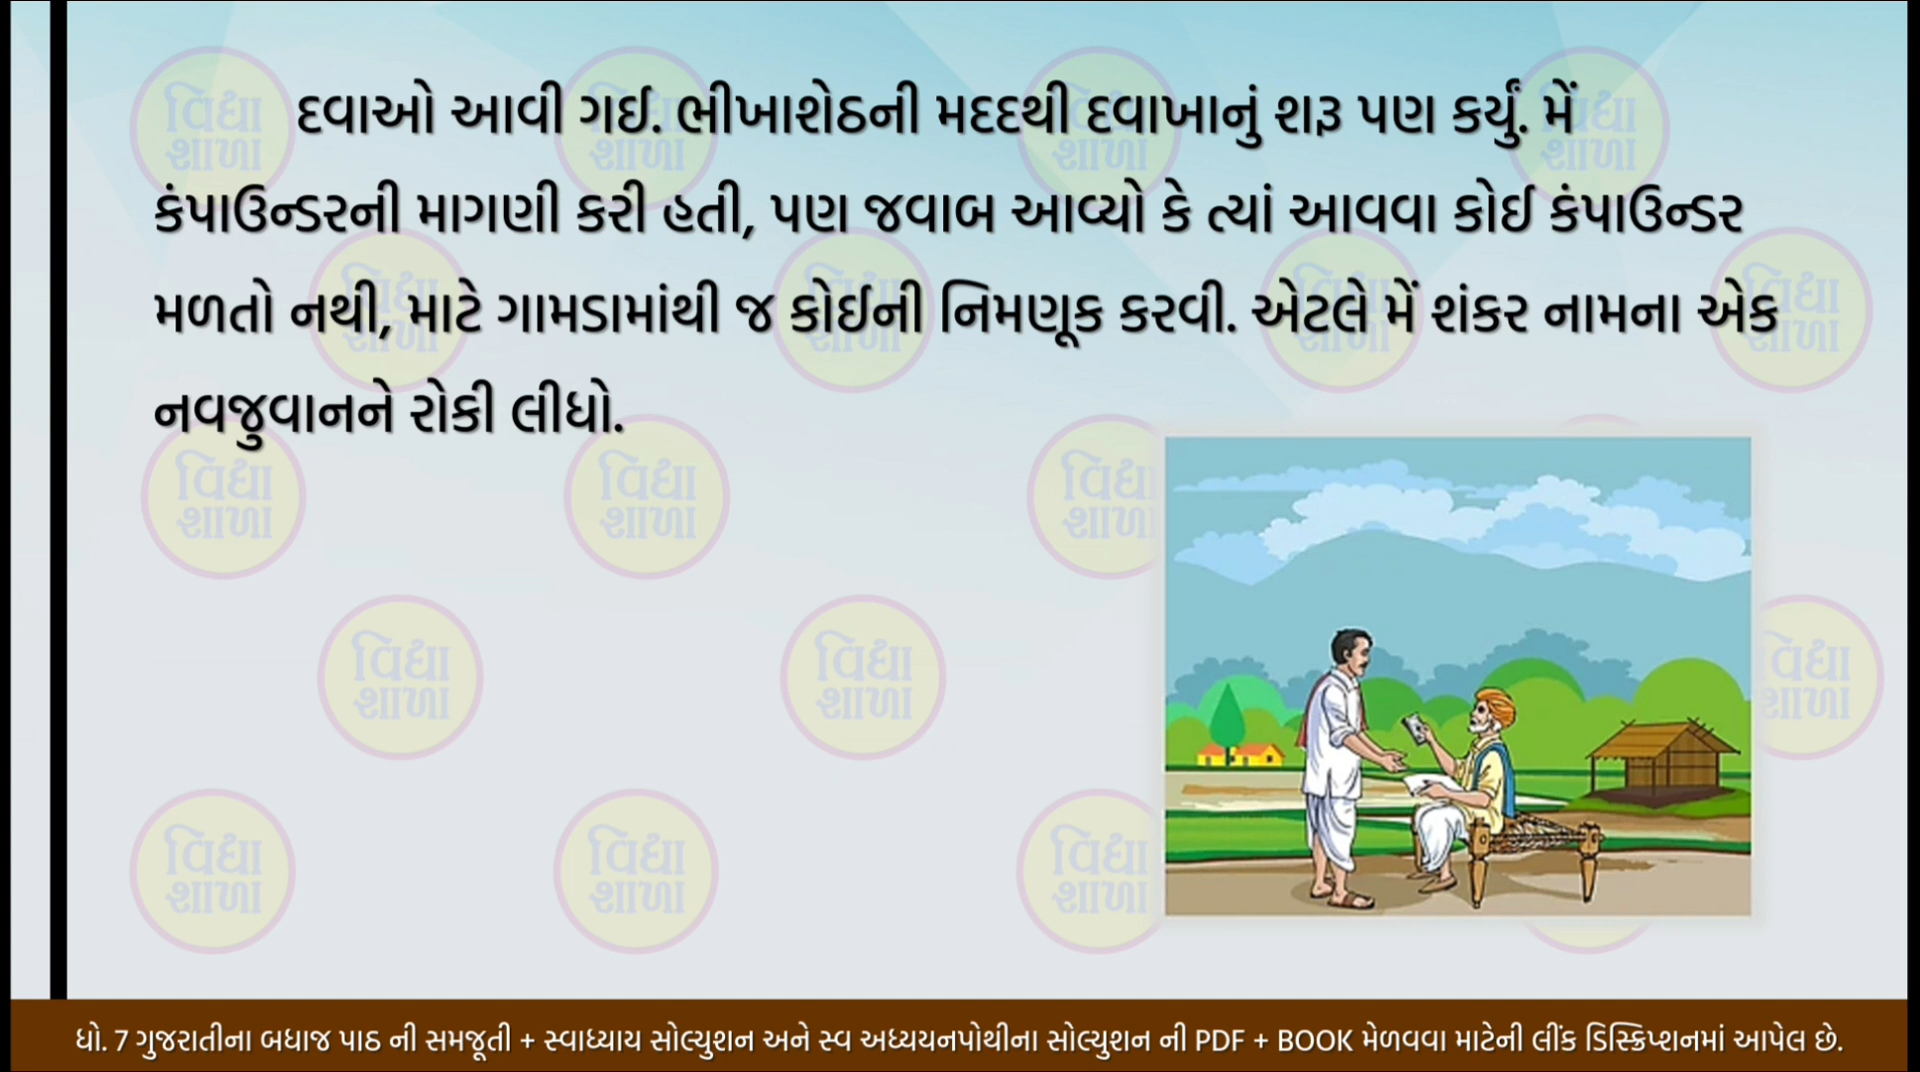 દવાઓ આવી ગઈ. ભીખાશેઠની મદદથી દવાખાનું શરૂ પણ કર્યું. મેં
કંપાઉન્ડરની માગણી કરી હતી, પણ જવાબ આવ્યો કે ત્યાં આવવા કોઈ કંપાઉન્ડર
મળતો નથી, માટે ગામડામાંથી જ કોઈની નિમણૂક કરવી. એટલે મેં શંકર નામના એક
નવજુવાનને રોકી લીધો.
વિદ્યા
શાળા
ધો. 7 ગુજરાતીના બધાજ પાઠ ની સમજૂતી + સ્વાધ્યાય સોલ્યુશન અને સ્વ અધ્યયનપોથીના સોલ્યુશન ની PDF + BOOK મેળવવા માટેની લીંક ડિસ્ક્રિપ્શનમાં આપેલ છે.